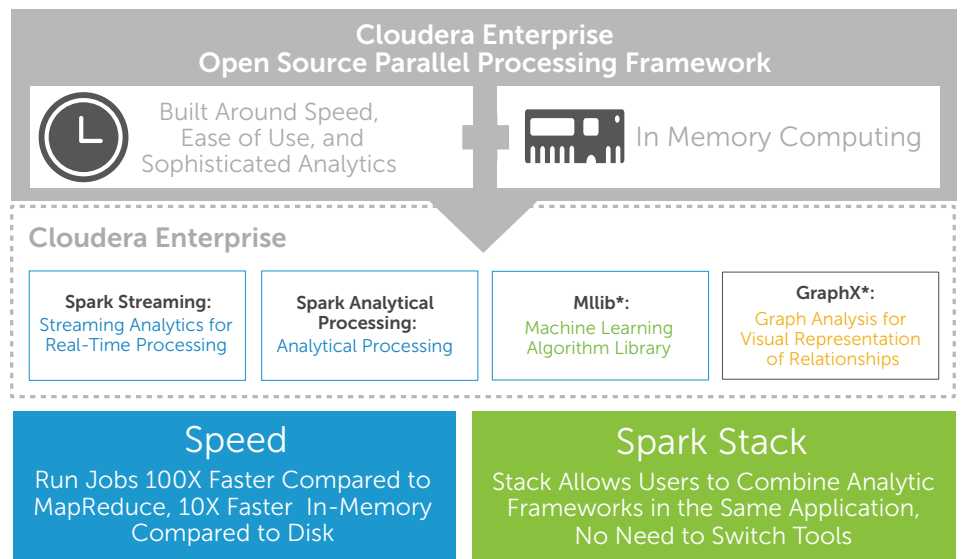 Cloudera Enterprise
Open Source Parallel Processing Framework
Built Around Speed,
Ease of Use, and
Sophisticated Analytics
In Memory Computing
Cloudera Enterprise
Spark Streaming:
Streaming Analytics for
Real-Time Processing
Spark Analytical
Processing:
Analytical Processing
Mllib*:
Machine Learning
Algorithm Library
GraphX*:
Graph Analysis for
Visual Representation
of Relationships
Speed
Run Jobs 100X Faster Compared to
MapReduce, 10X Faster In-Memory
Compared to Disk
Spark Stack
Stack Allows Users to Combine Analytic
Frameworks in the Same Application,
No Need to Switch Tools